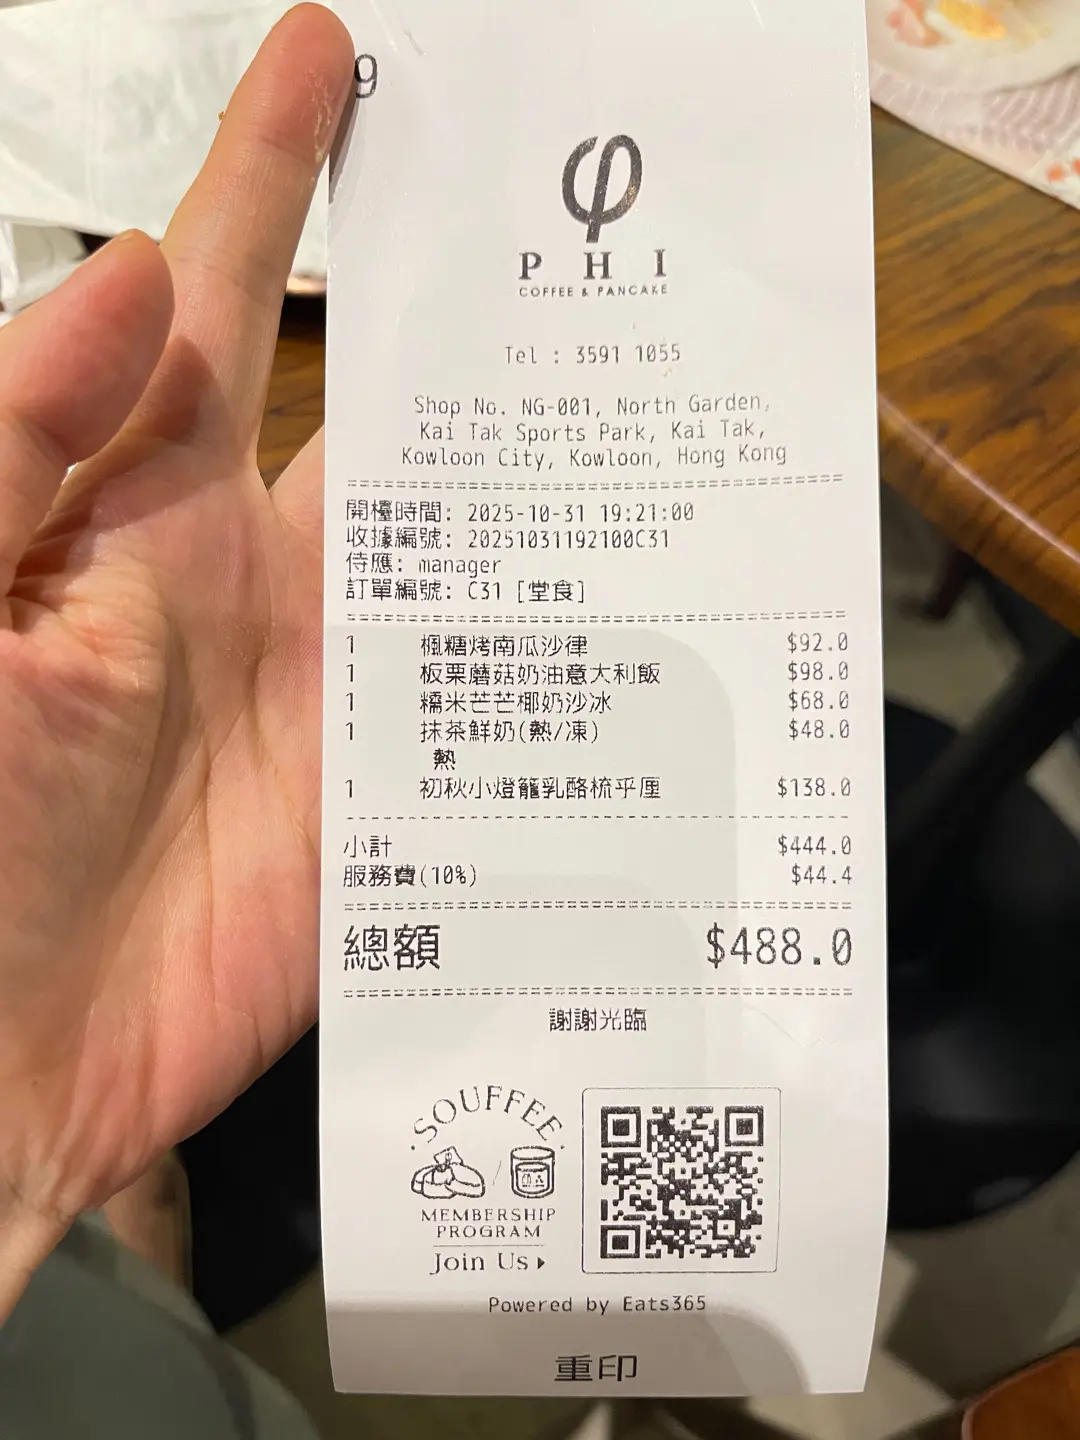 9
φ
PHI
COFFEE & PANCAKE
Tel : 3591 1055
Shop No. NG-001, North Garden,
Kai Tak Sports Park, Kai Tak,
Kowloon City, Kowloon, Hong Kong
開檯時間: 2025-10-31 19:21:00
收據編號: 20251031192100C31
侍應: manager
訂單編號: C31 [堂食]
1 楓糖烤南瓜沙律 $92.0
1 板栗蘑菇奶油意大利飯 $98.0
1 糯米芒芒椰奶沙冰 $68.0
1 抹茶鮮奶(熱/凍) $48.0
熱
1 初秋小燈籠乳酪梳乎厘 $138.0
小計 $444.0
服務費(10%) $44.4
總額 $488.0
謝謝光臨
SOUFFEE
MEMBERSHIP
PROGRAM
Join Us
Powered by Eats365
重印